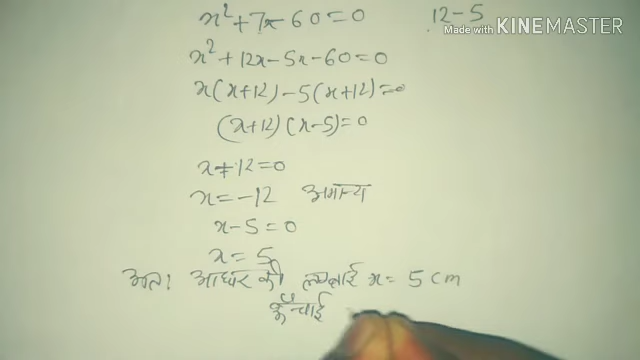 x² + 7x - 60 = 0
12 - 5
Made with KINEMASTER
x² + 12x - 5x - 60 = 0
x(x+12) - 5(x+12) = 0
(x+12) (x-5) = 0
x + 12 = 0
x = -12 अमान्य
x - 5 = 0
x = 5
अतः आधार की लम्बाई x = 5 cm
ऊँचाई